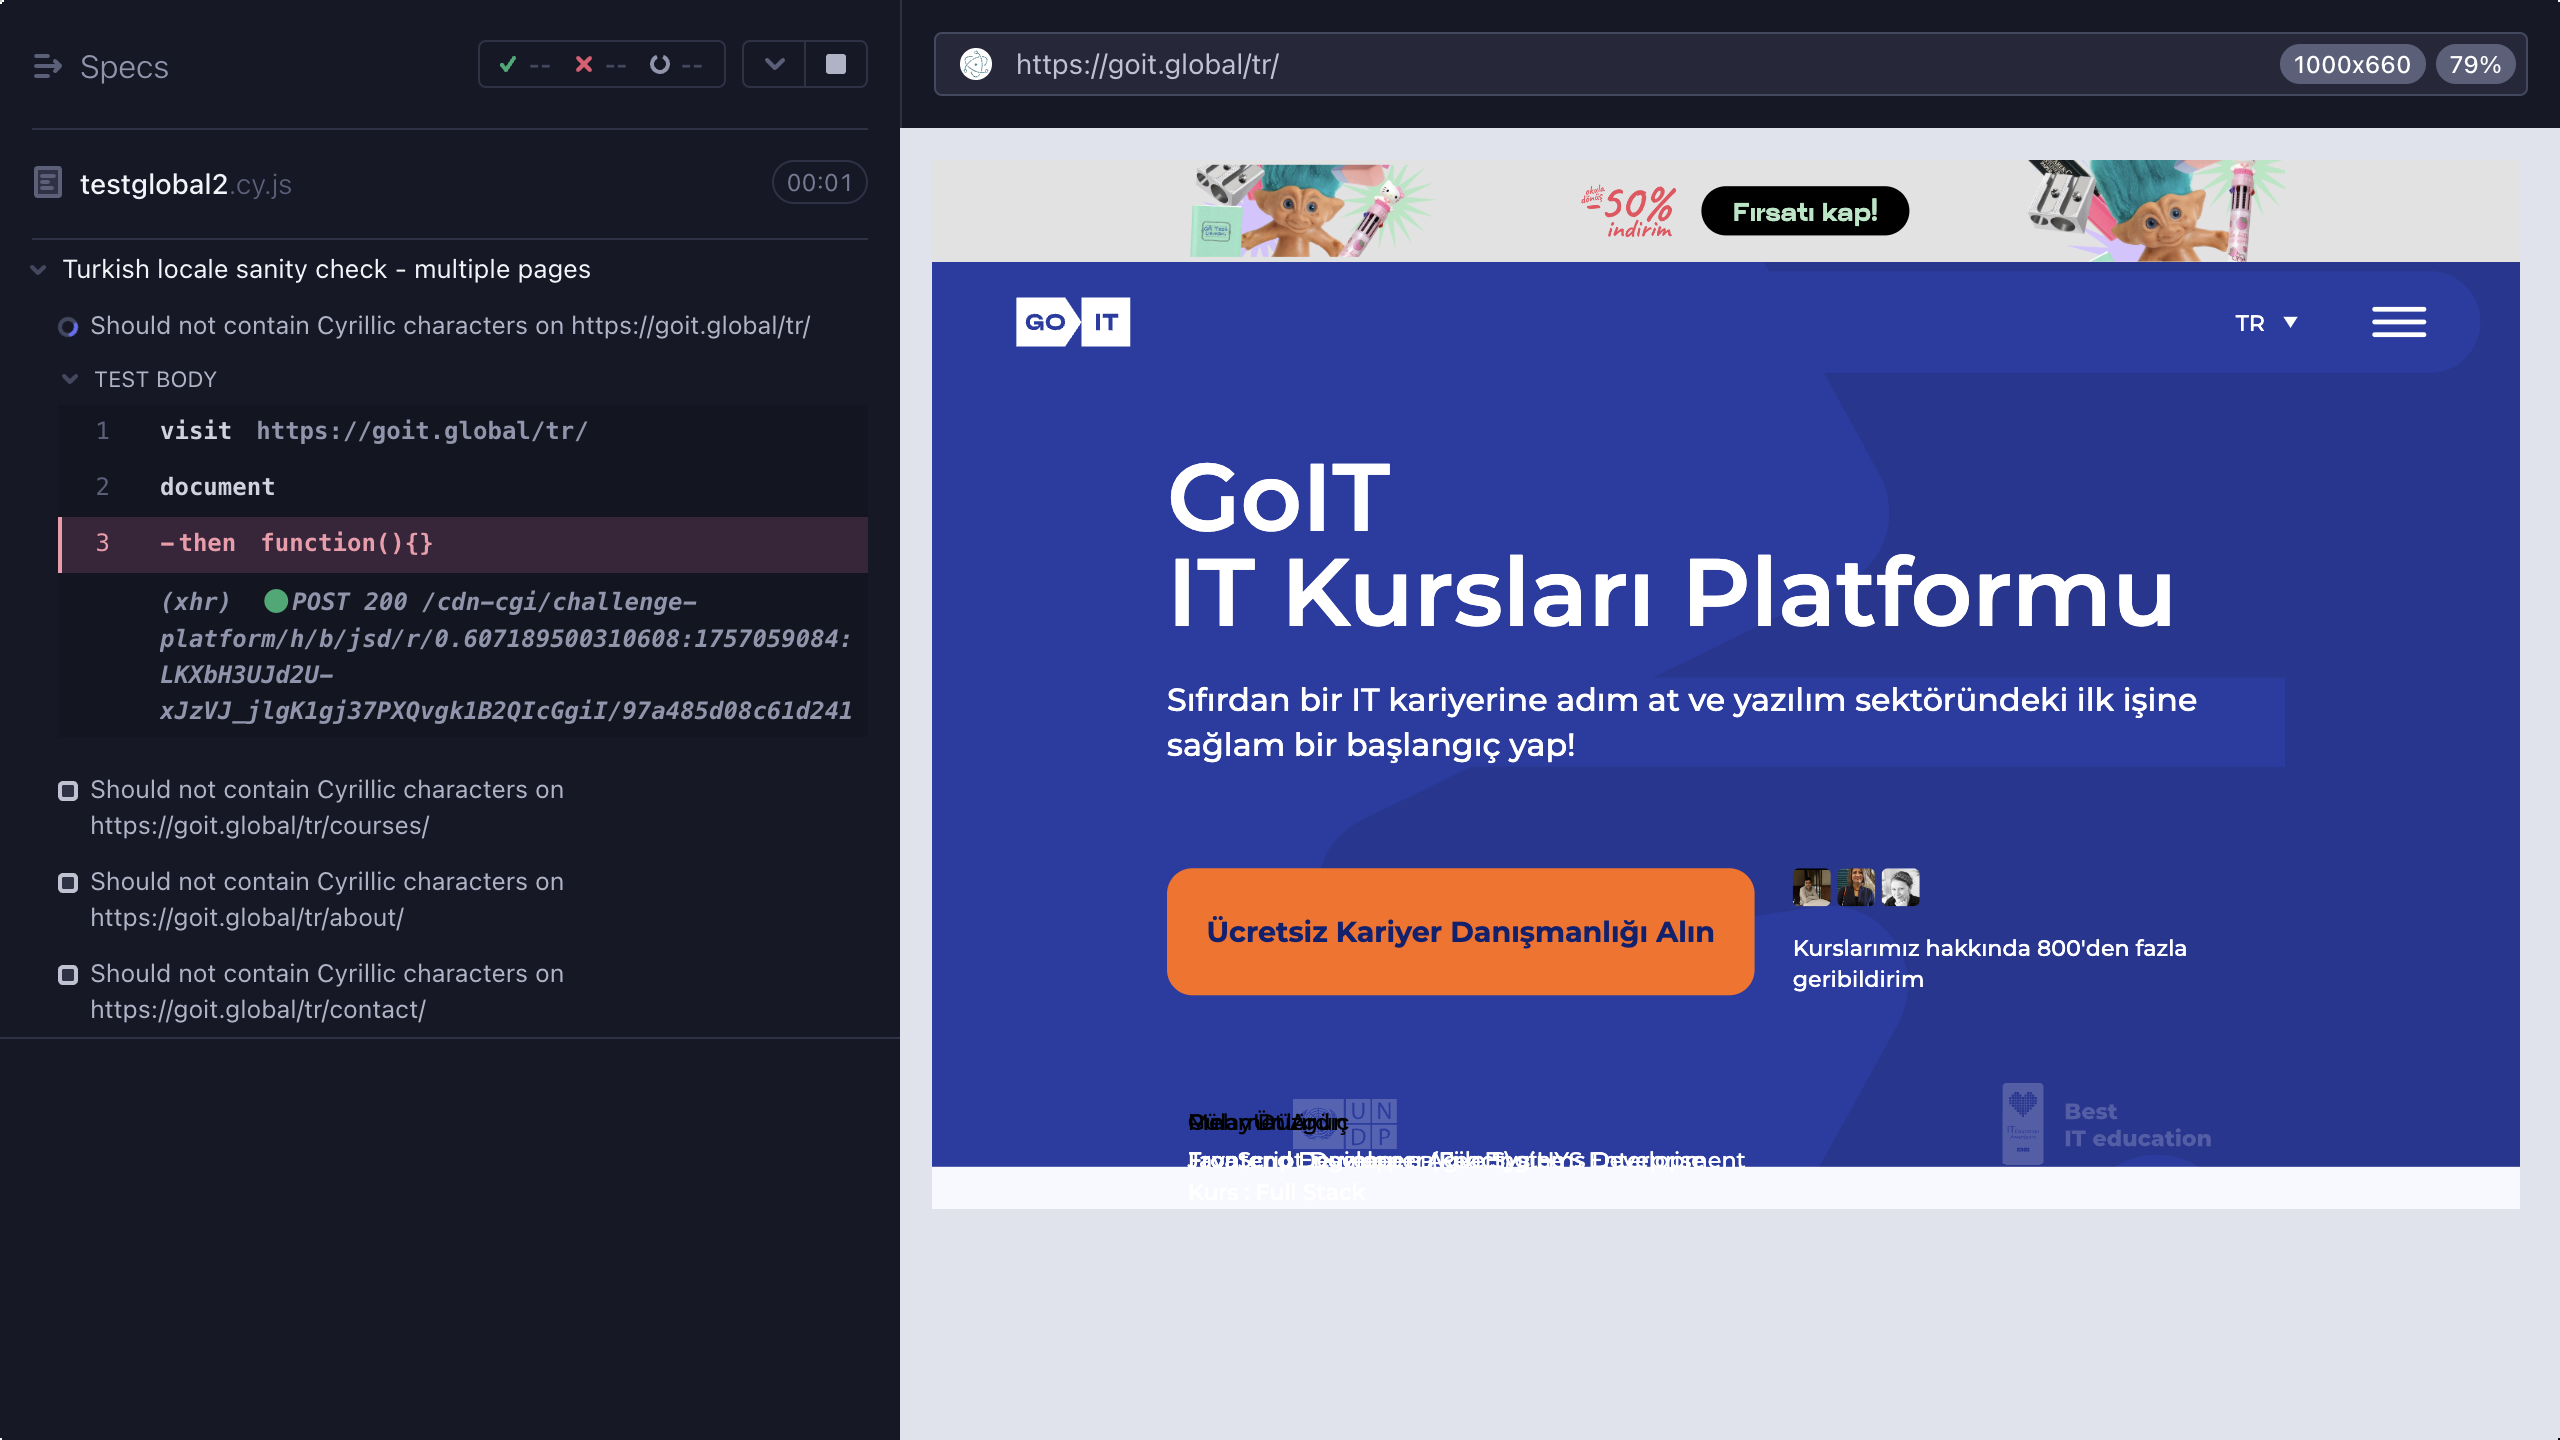 Specs
-- -- --
testglobal2.cy.js
00:01
Turkish locale sanity check - multiple pages
Should not contain Cyrillic characters on https://goit.global/tr/
TEST BODY
1 visit https://goit.global/tr/
2 document
3 -then function(){}
(xhr) POST 200 /cdn-cgi/challenge-
platform/h/b/jsd/r/0.607189500310608:1757059084:
LKXbH3UJd2U-
xJzVJ_jlgK1gj37PXQvgk1B2QIcGgiI/97a485d08c61d241
Should not contain Cyrillic characters on
https://goit.global/tr/courses/
Should not contain Cyrillic characters on
https://goit.global/tr/about/
Should not contain Cyrillic characters on
https://goit.global/tr/contact/
https://goit.global/tr/
1000x660
79%
okula
dönüş
-50%
indirim
Fırsatı kap!
GO IT
TR
GoIT
IT Kursları Platformu
Sıfırdan bir IT kariyerine adım at ve yazılım sektöründeki ilk işine
sağlam bir başlangıç yap!
Ücretsiz Kariyer Danışmanlığı Alın
Kurslarımız hakkında 800'den fazla
geribildirim
UN
DP
Best
IT education
Kurs : Full Stack